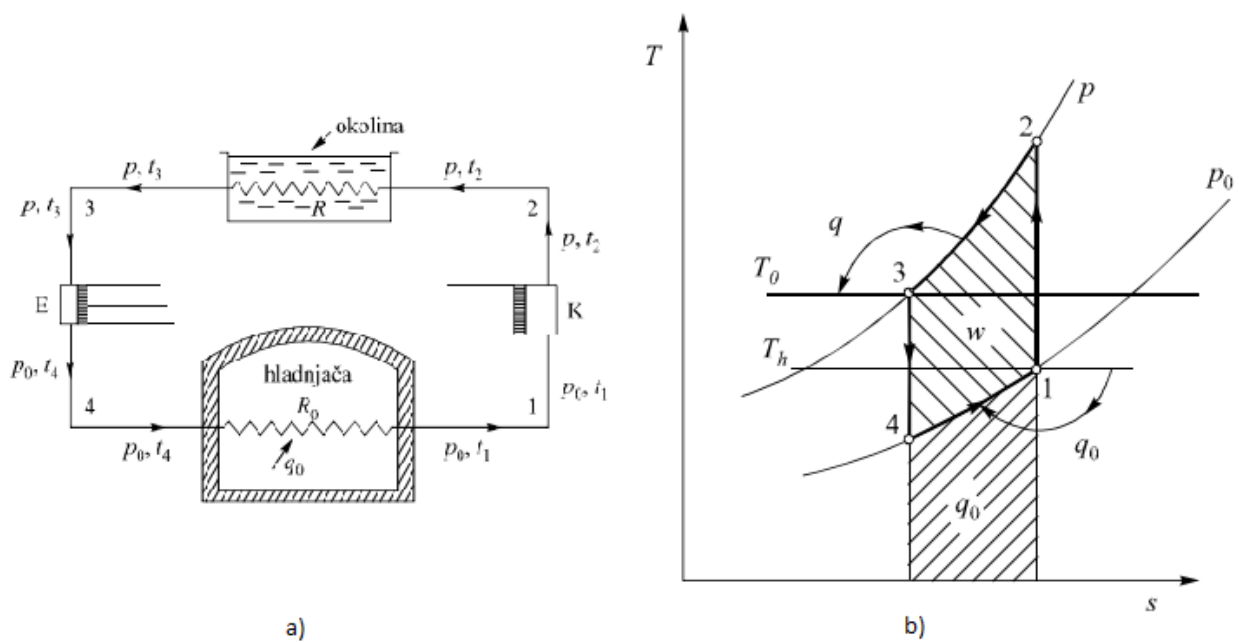 okolina
p, t₃
p, t₂
R
p, t₃
3
2
p, t₂
E
K
hladnjača
p₀, t₄
R₀
p₀, t₁
4
1
p₀, t₄
q₀
p₀, t₁
a)
T
p
2
p₀
q
3
T₀
w
Tₕ
1
4
q₀
q₀
s
b)